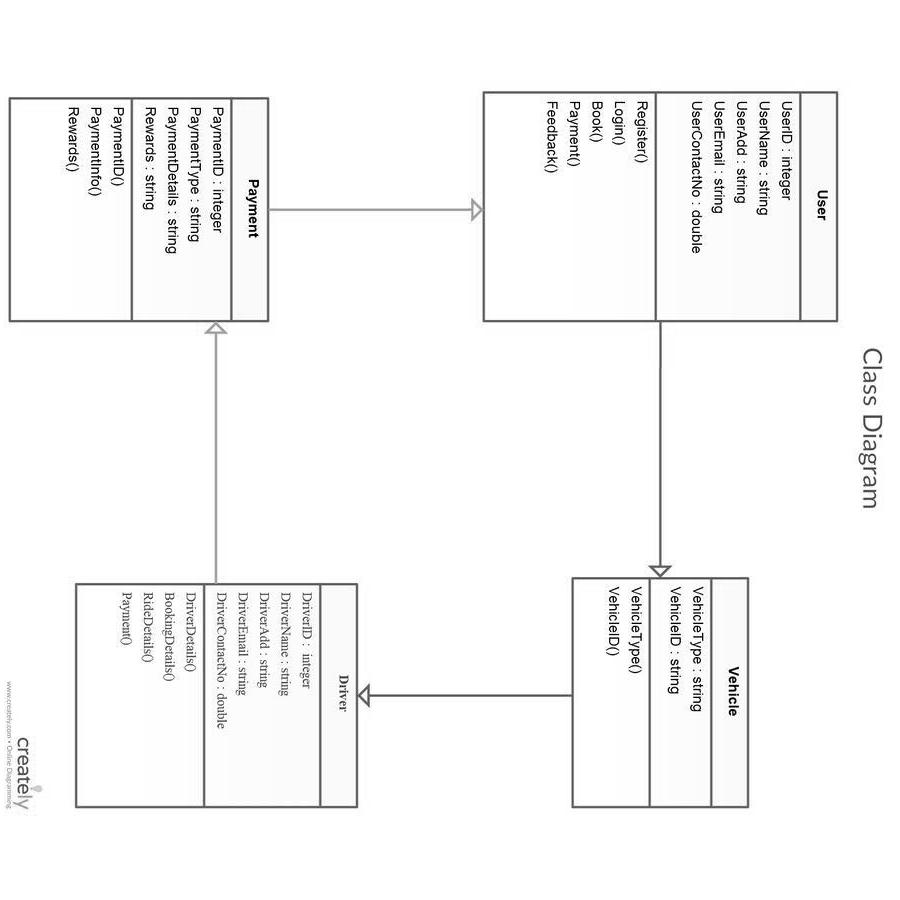 Class Diagram
User
UserID : integer
UserName : string
UserAdd : string
UserEmail : string
UserContactNo : double
Register()
Login()
Book()
Payment()
Feedback()
Vehicle
VehicleType : string
VehicleID : string
VehicleType()
VehicleID()
Payment
PaymentID : integer
PaymentType : string
PaymentDetails : string
Rewards : string
PaymentID()
PaymentInfo()
Rewards()
Driver
DriverID : integer
DriverName : string
DriverAdd : string
DriverEmail : string
DriverContactNo : double
DriverDetails()
BookingDetails()
RideDetails()
Payment()
creately
www.creately.com • Online Diagramming